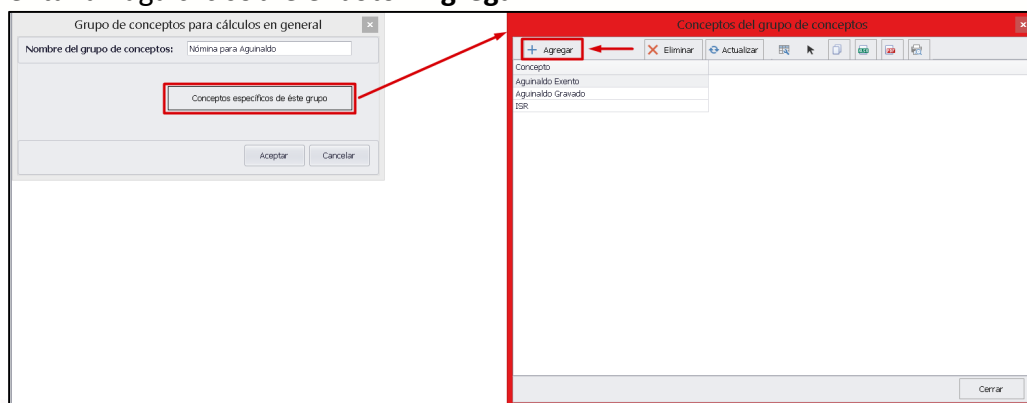 Grupo de conceptos para cálculos en general
Nombre del grupo de conceptos: Nómina para Aguinaldo
Conceptos específicos de éste grupo
Aceptar Cancelar
Conceptos del grupo de conceptos
Agregar Eliminar Actualizar
Concepto
Aguinaldo Exento
Aguinaldo Gravado
ISR
Cerrar